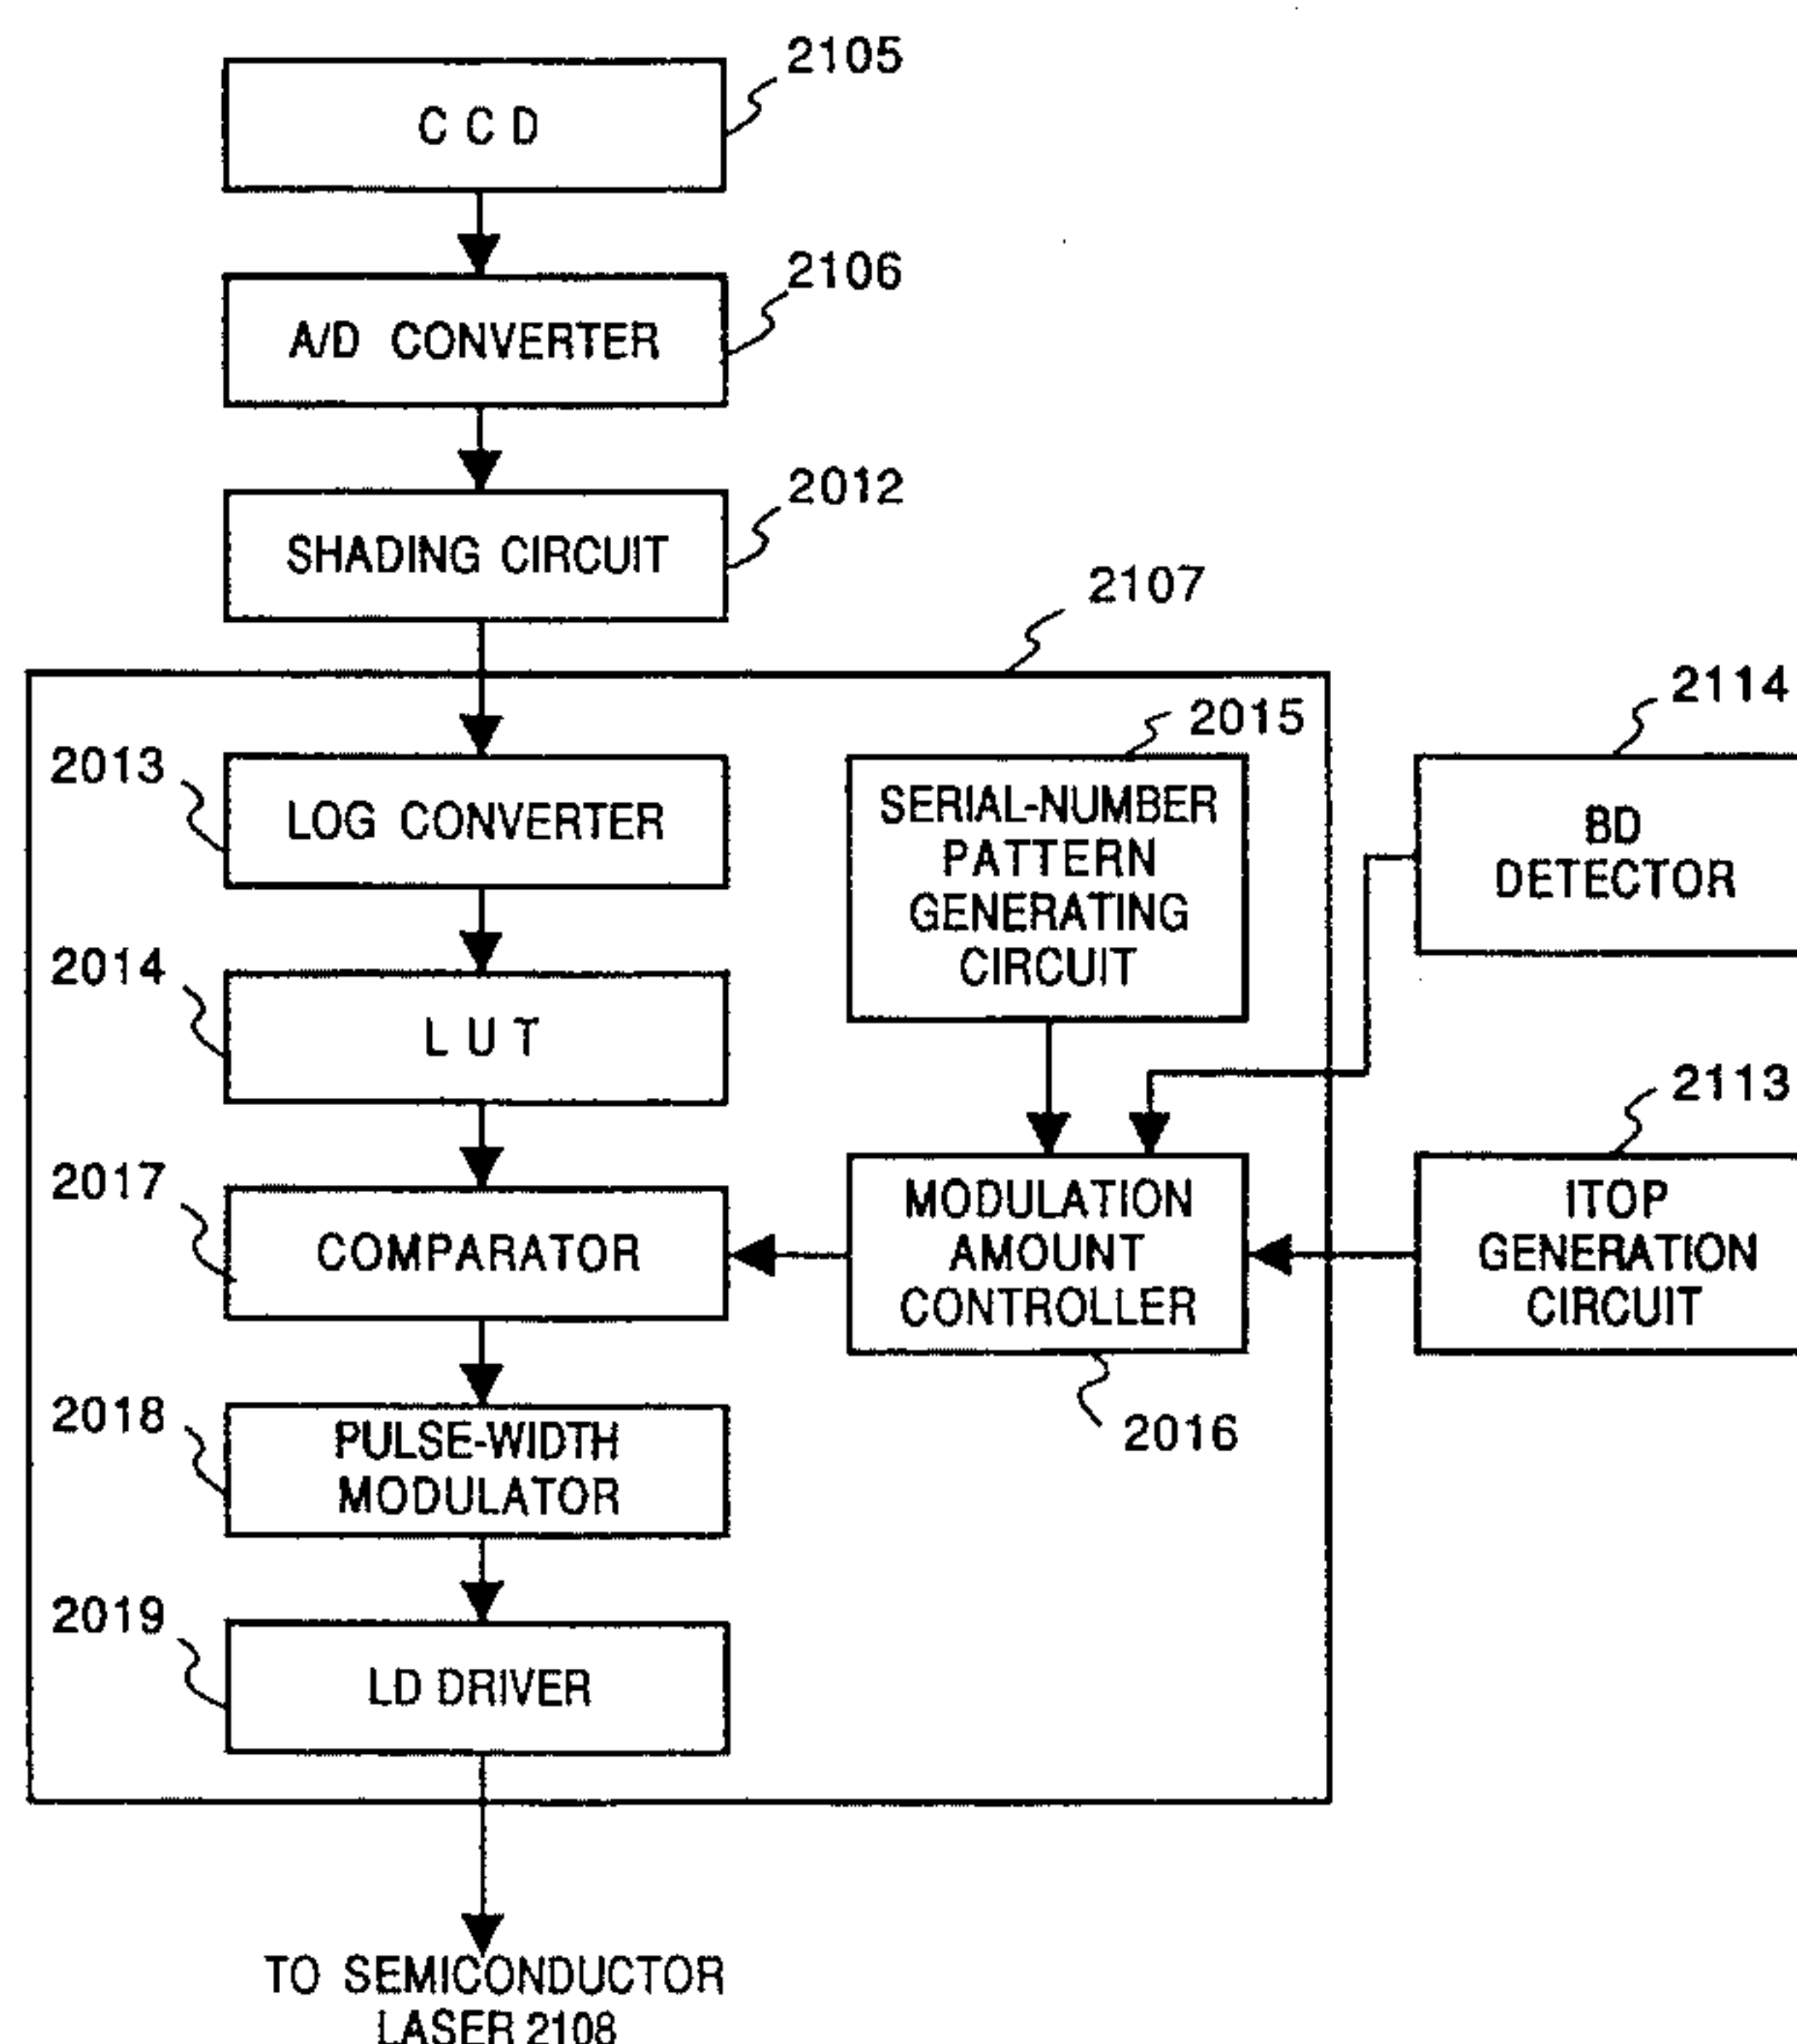 2105
C C D
2106
A/D CONVERTER
2012
SHADING CIRCUIT
2107
2013
LOG CONVERTER
2015
SERIAL-NUMBER
PATTERN
GENERATING
CIRCUIT
2114
BD
DETECTOR
2014
L U T
2113
2017
COMPARATOR
MODULATION
AMOUNT
CONTROLLER
2016
ITOP
GENERATION
CIRCUIT
2018
PULSE-WIDTH
MODULATOR
2019
LD DRIVER
TO SEMICONDUCTOR
LASER 2108